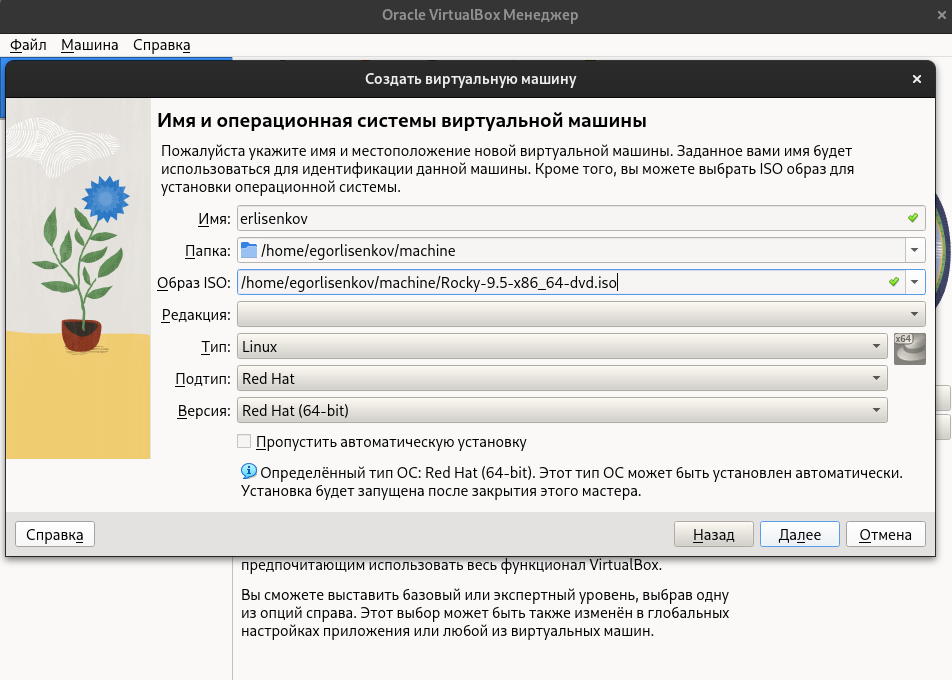 Oracle VirtualBox Менеджер
Файл Машина Справка
Создать виртуальную машину
Имя и операционная системы виртуальной машины
Пожалуйста укажите имя и местоположение новой виртуальной машины. Заданное вами имя будет
использоваться для идентификации данной машины. Кроме того, вы можете выбрать ISO образ для
установки операционной системы.
Имя: erlisenkov
Папка: /home/egorlisenkov/machine
Образ ISO: /home/egorlisenkov/machine/Rocky-9.5-x86_64-dvd.iso
Редакция:
Тип: Linux x64
Подтип: Red Hat
Версия: Red Hat (64-bit)
Пропустить автоматическую установку
Определённый тип ОС: Red Hat (64-bit). Этот тип ОС может быть установлен автоматически.
Установка будет запущена после закрытия этого мастера.
Справка Назад Далее Отмена
предпочитающим использовать весь функционал VirtualBox.
Вы сможете выставить базовый или экспертный уровень, выбрав одну
из опций справа. Этот выбор может быть также изменён в глобальных
настройках приложения или любой из виртуальных машин.